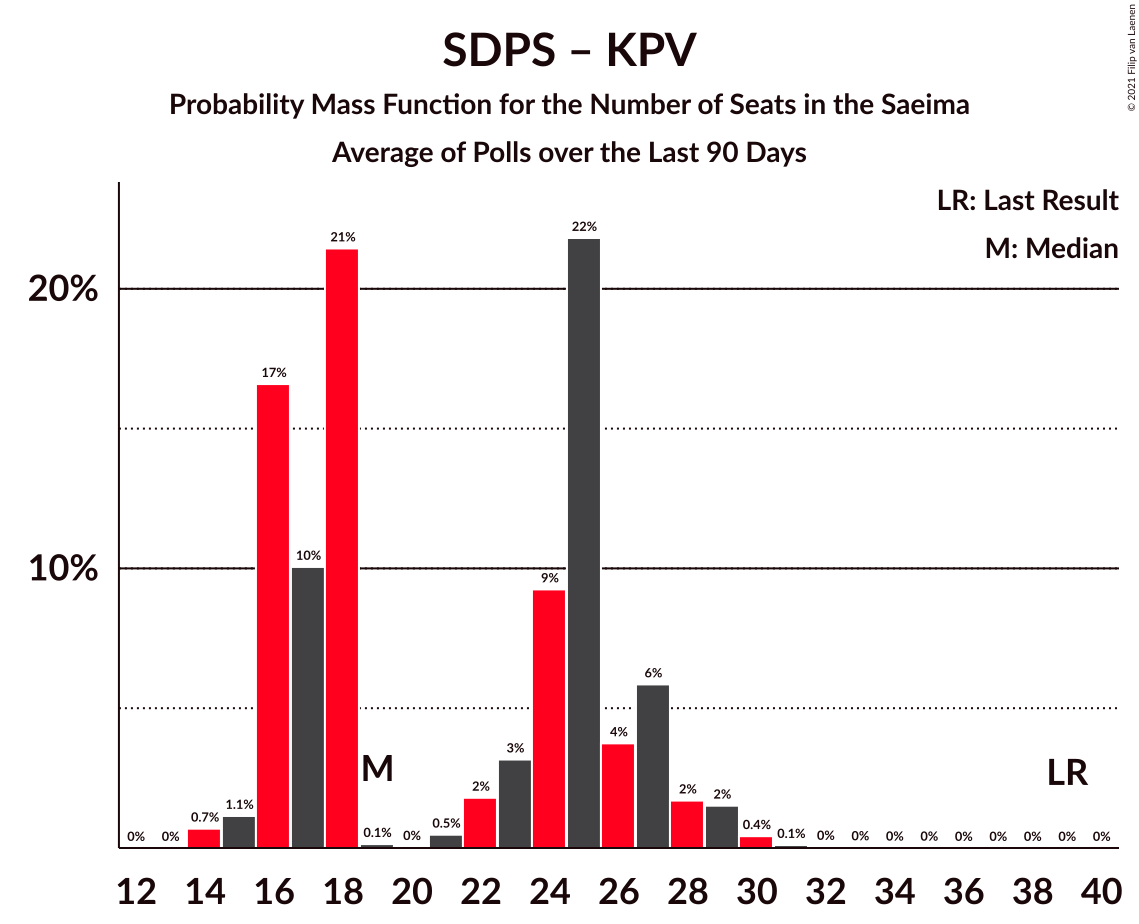 SDPS – KPV
Probability Mass Function for the Number of Seats in the Saeima
Average of Polls over the Last 90 Days
© 2021 Filip van Laenen
LR: Last Result
M: Median
20%
10%
0% 0% 0.7% 1.1% 17% 10% 21% 0.1% 0% 0.5% 2% 3% 9% 22% 4% 6% 2% 2% 0.4% 0.1% 0% 0% 0% 0% 0% 0% 0% 0% 0%
M
LR
12 14 16 18 20 22 24 26 28 30 32 34 36 38 40